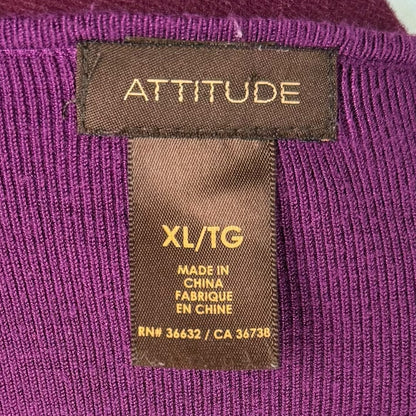 ATTITUDE
XL/TG
MADE IN
CHINA
FABRIQUE
EN CHINE
RN# 36632 / CA 36738